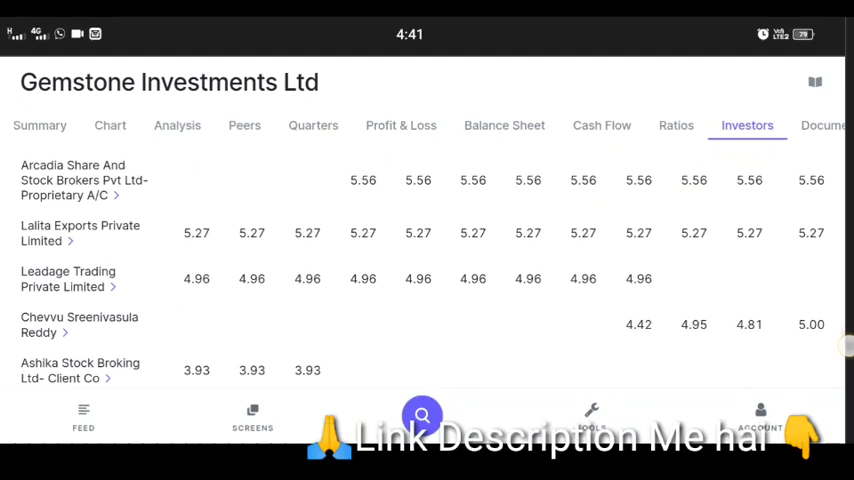 H 4G 4:41 Vo) LTE2 79
Gemstone Investments Ltd
Summary Chart Analysis Peers Quarters Profit & Loss Balance Sheet Cash Flow Ratios Investors Docume
Arcadia Share And
Stock Brokers Pvt Ltd- 5.56 5.56 5.56 5.56 5.56 5.56 5.56 5.56 5.56
Proprietary A/C >
Lalita Exports Private
Limited > 5.27 5.27 5.27 5.27 5.27 5.27 5.27 5.27 5.27 5.27 5.27 5.27
Leadage Trading
Private Limited > 4.96 4.96 4.96 4.96 4.96 4.96 4.96 4.96 4.96
Chevvu Sreenivasula
Reddy > 4.42 4.95 4.81 5.00
Ashika Stock Broking
Ltd- Client Co > 3.93 3.93 3.93
FEED SCREENS TOOLS ACCOUNT
🙏Link Description Me hai 👇